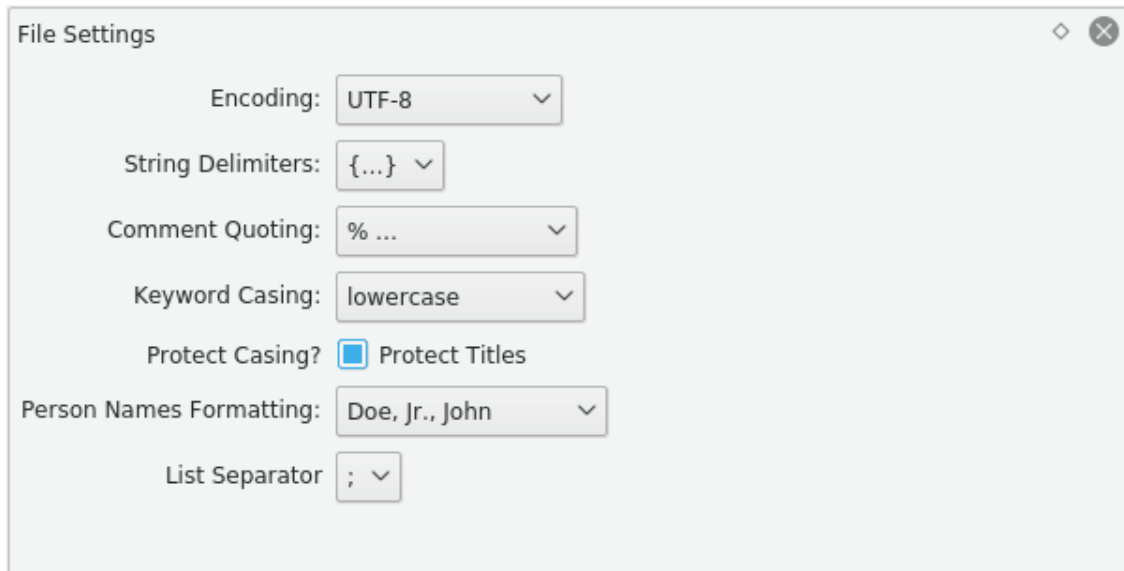 File Settings
Encoding: UTF-8
String Delimiters: {...}
Comment Quoting: % ...
Keyword Casing: lowercase
Protect Casing? Protect Titles
Person Names Formatting: Doe, Jr., John
List Separator ;